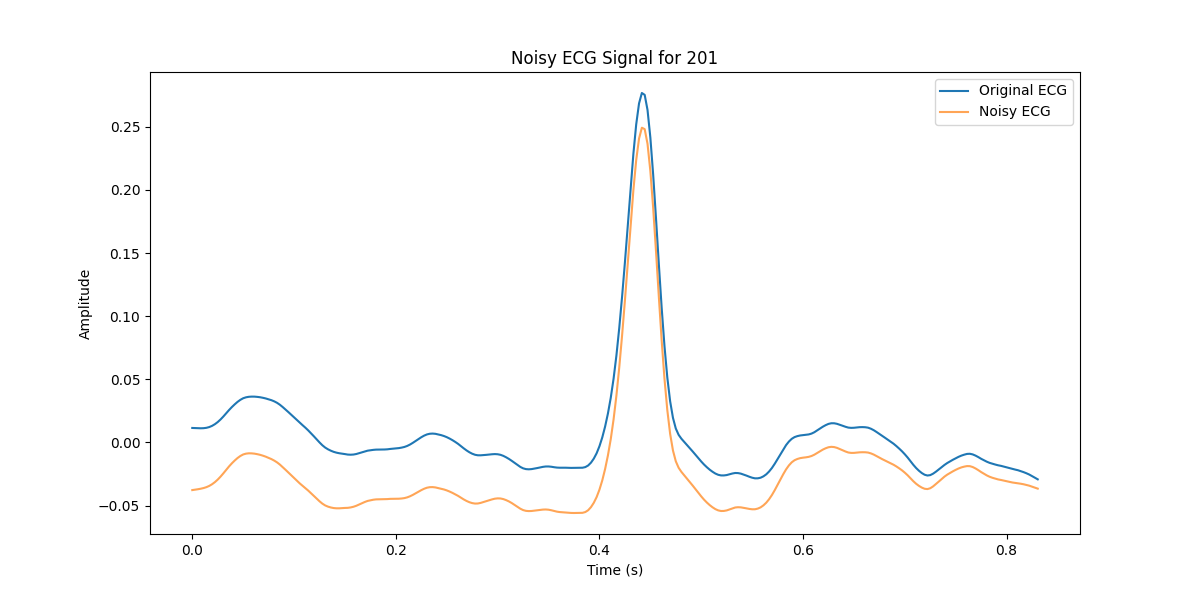 Noisy ECG Signal for 201
Original ECG
Noisy ECG
Amplitude
0.25
0.20
0.15
0.10
0.05
0.00
−0.05
0.0 0.2 0.4 0.6 0.8
Time (s)